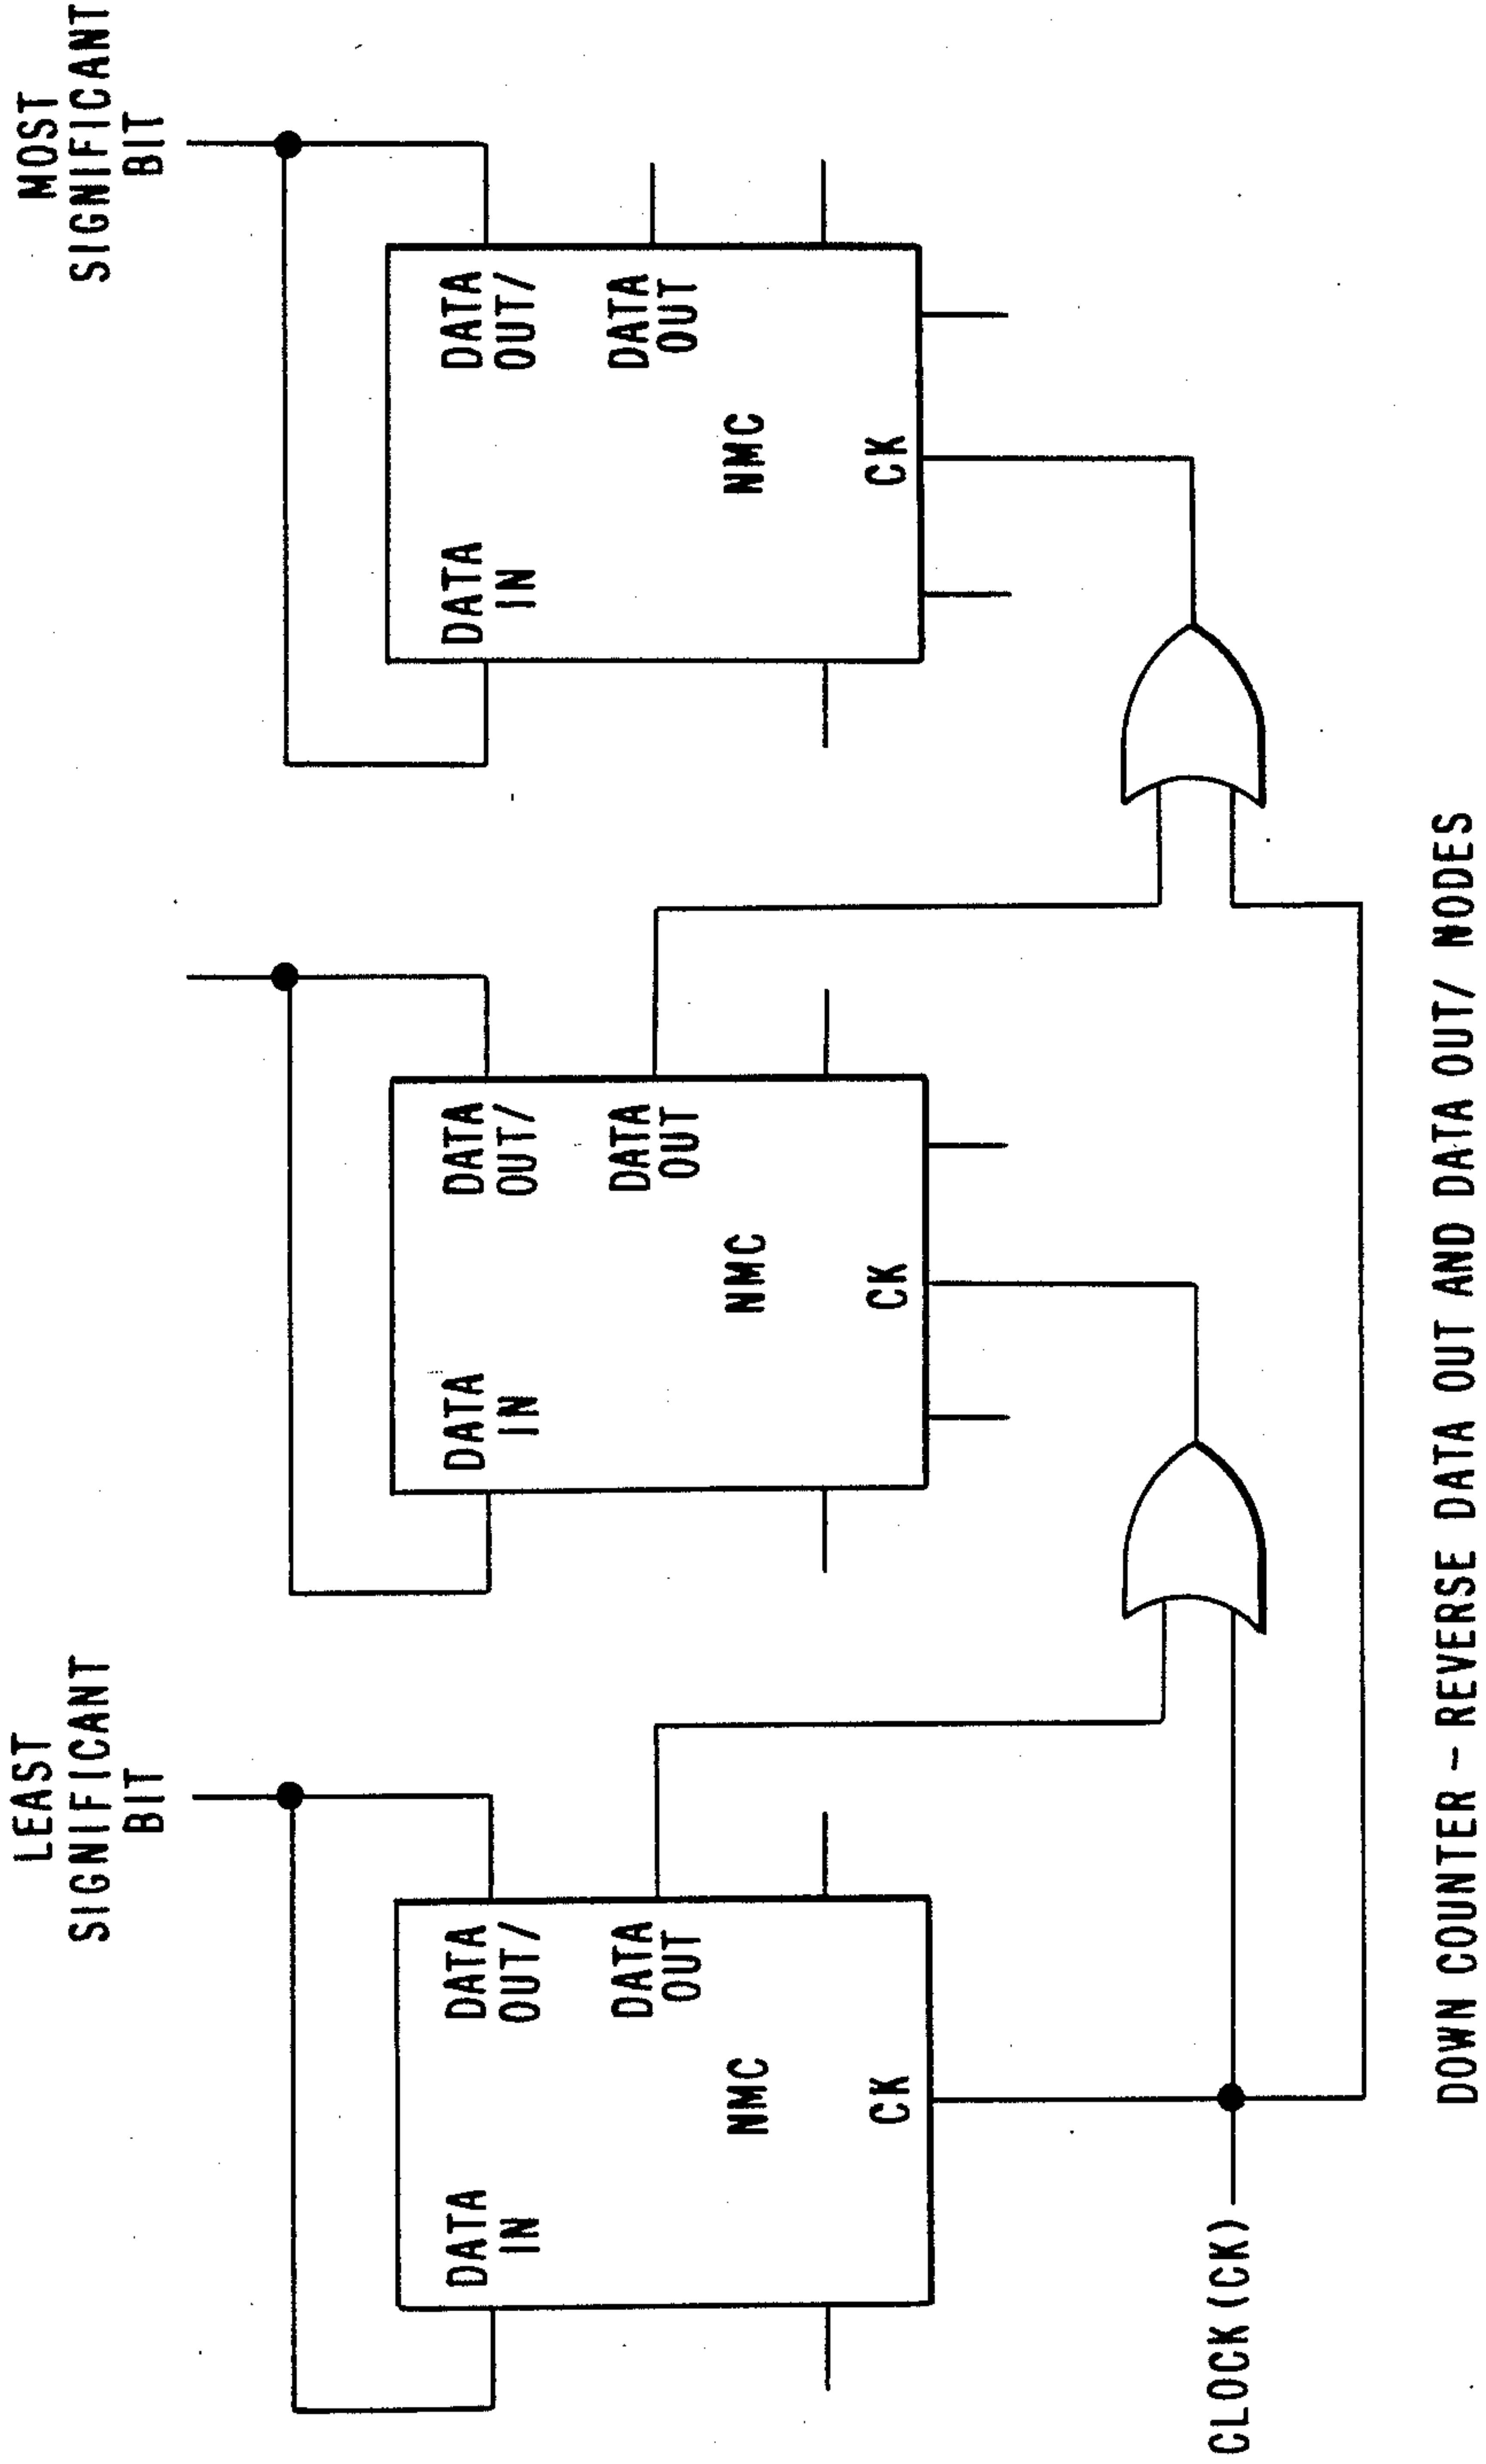 LEAST
SIGNIFICANT
BIT
MOST
SIGNIFICANT
BIT
DATA
IN
DATA
OUT/
DATA
OUT
NMC
CK
DATA
IN
DATA
OUT/
DATA
OUT
NMC
CK
DATA
IN
DATA
OUT/
DATA
OUT
NMC
CK
CLOCK (CK)
DOWN COUNTER – REVERSE DATA OUT AND DATA OUT/ NODES